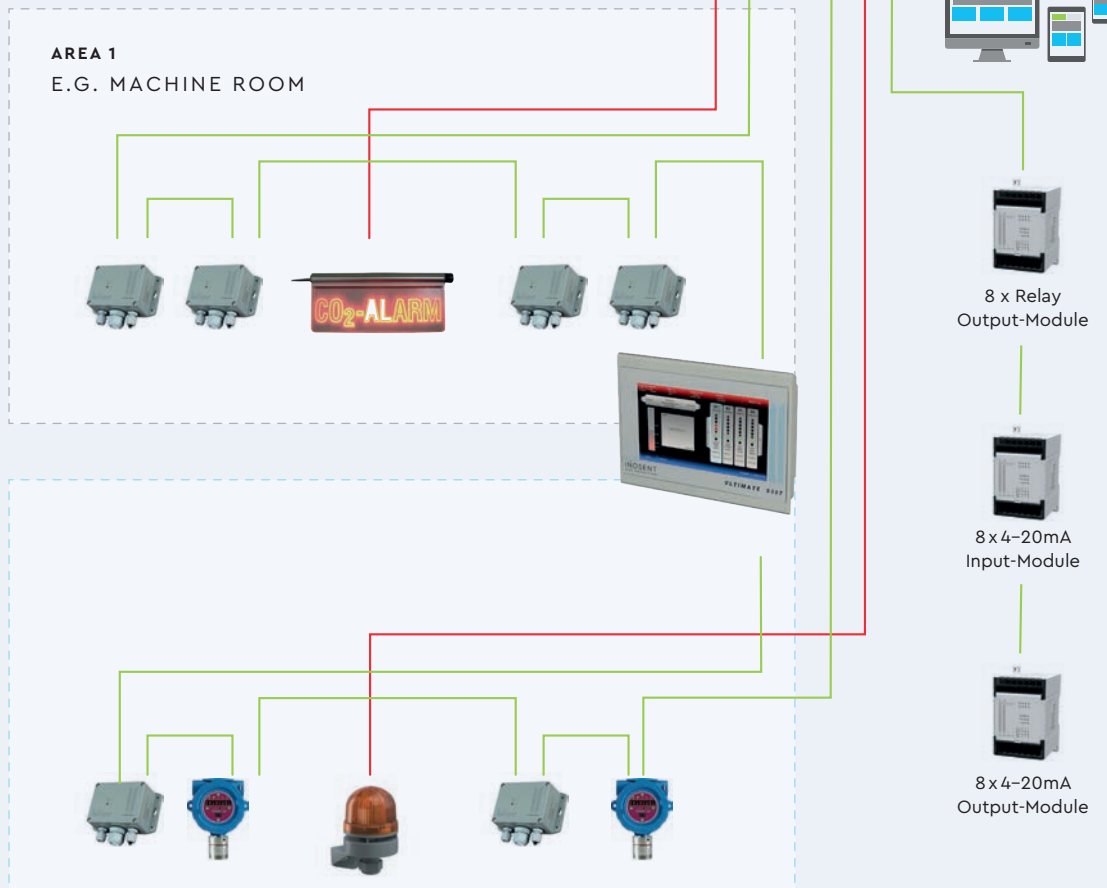 AREA 1
E.G. MACHINE ROOM
CO2-ALARM
INOSENT
ULTIMATE
8 x Relay
Output-Module
8 x 4–20mA
Input-Module
8 x 4–20mA
Output-Module